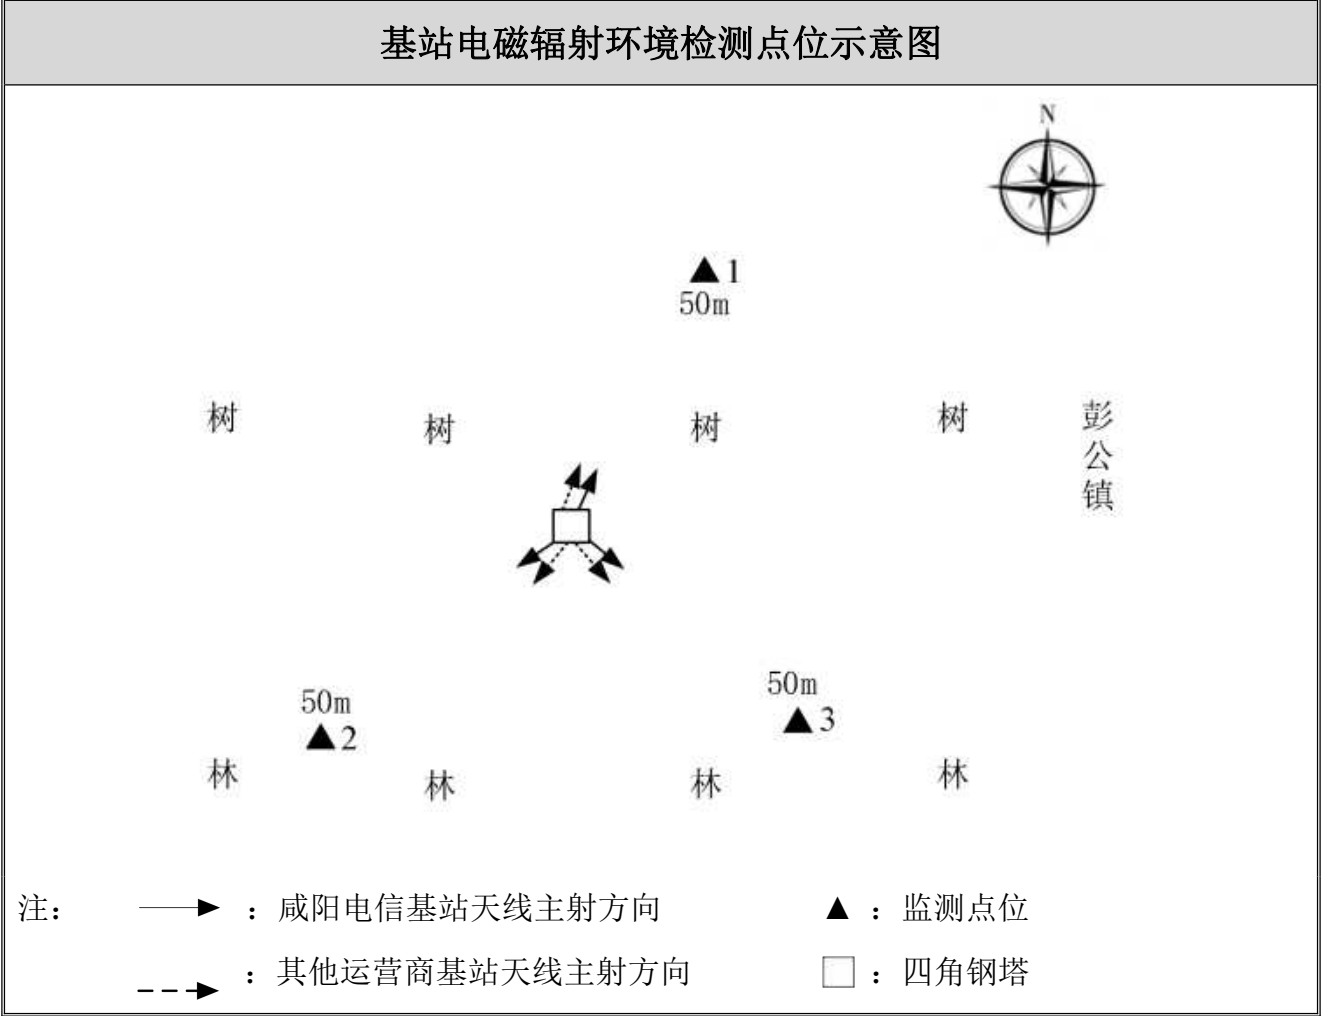 基站电磁辐射环境检测点位示意图
N
1
50m
树 树 树 树
彭公镇
50m
2
50m
3
林 林 林 林
注：
：咸阳电信基站天线主射方向
：监测点位
：其他运营商基站天线主射方向
：四角钢塔